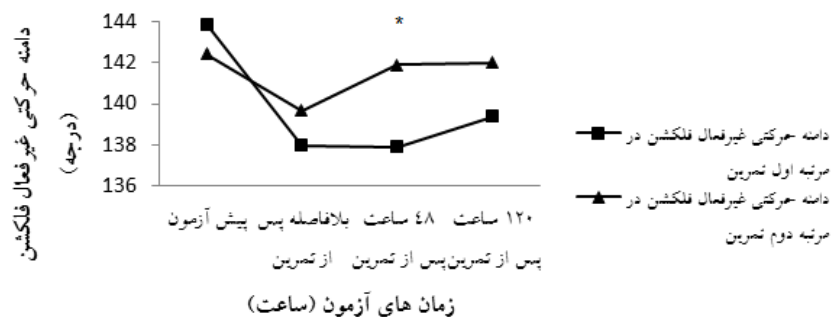 144
142
140
138
136
*
دامنه حرکتی غیرفعال فلکشن
(درجه)
پیش آزمون
بلافاصله پس
از تمرین
٤٨ ساعت
پس از تمرین
١٢٠ ساعت
پس از تمرین
زمان های آزمون (ساعت)
دامنه حرکتی غیرفعال فلکشن در
مرتبه اول تمرین
دامنه حرکتی غیرفعال فلکشن در
مرتبه دوم تمرین